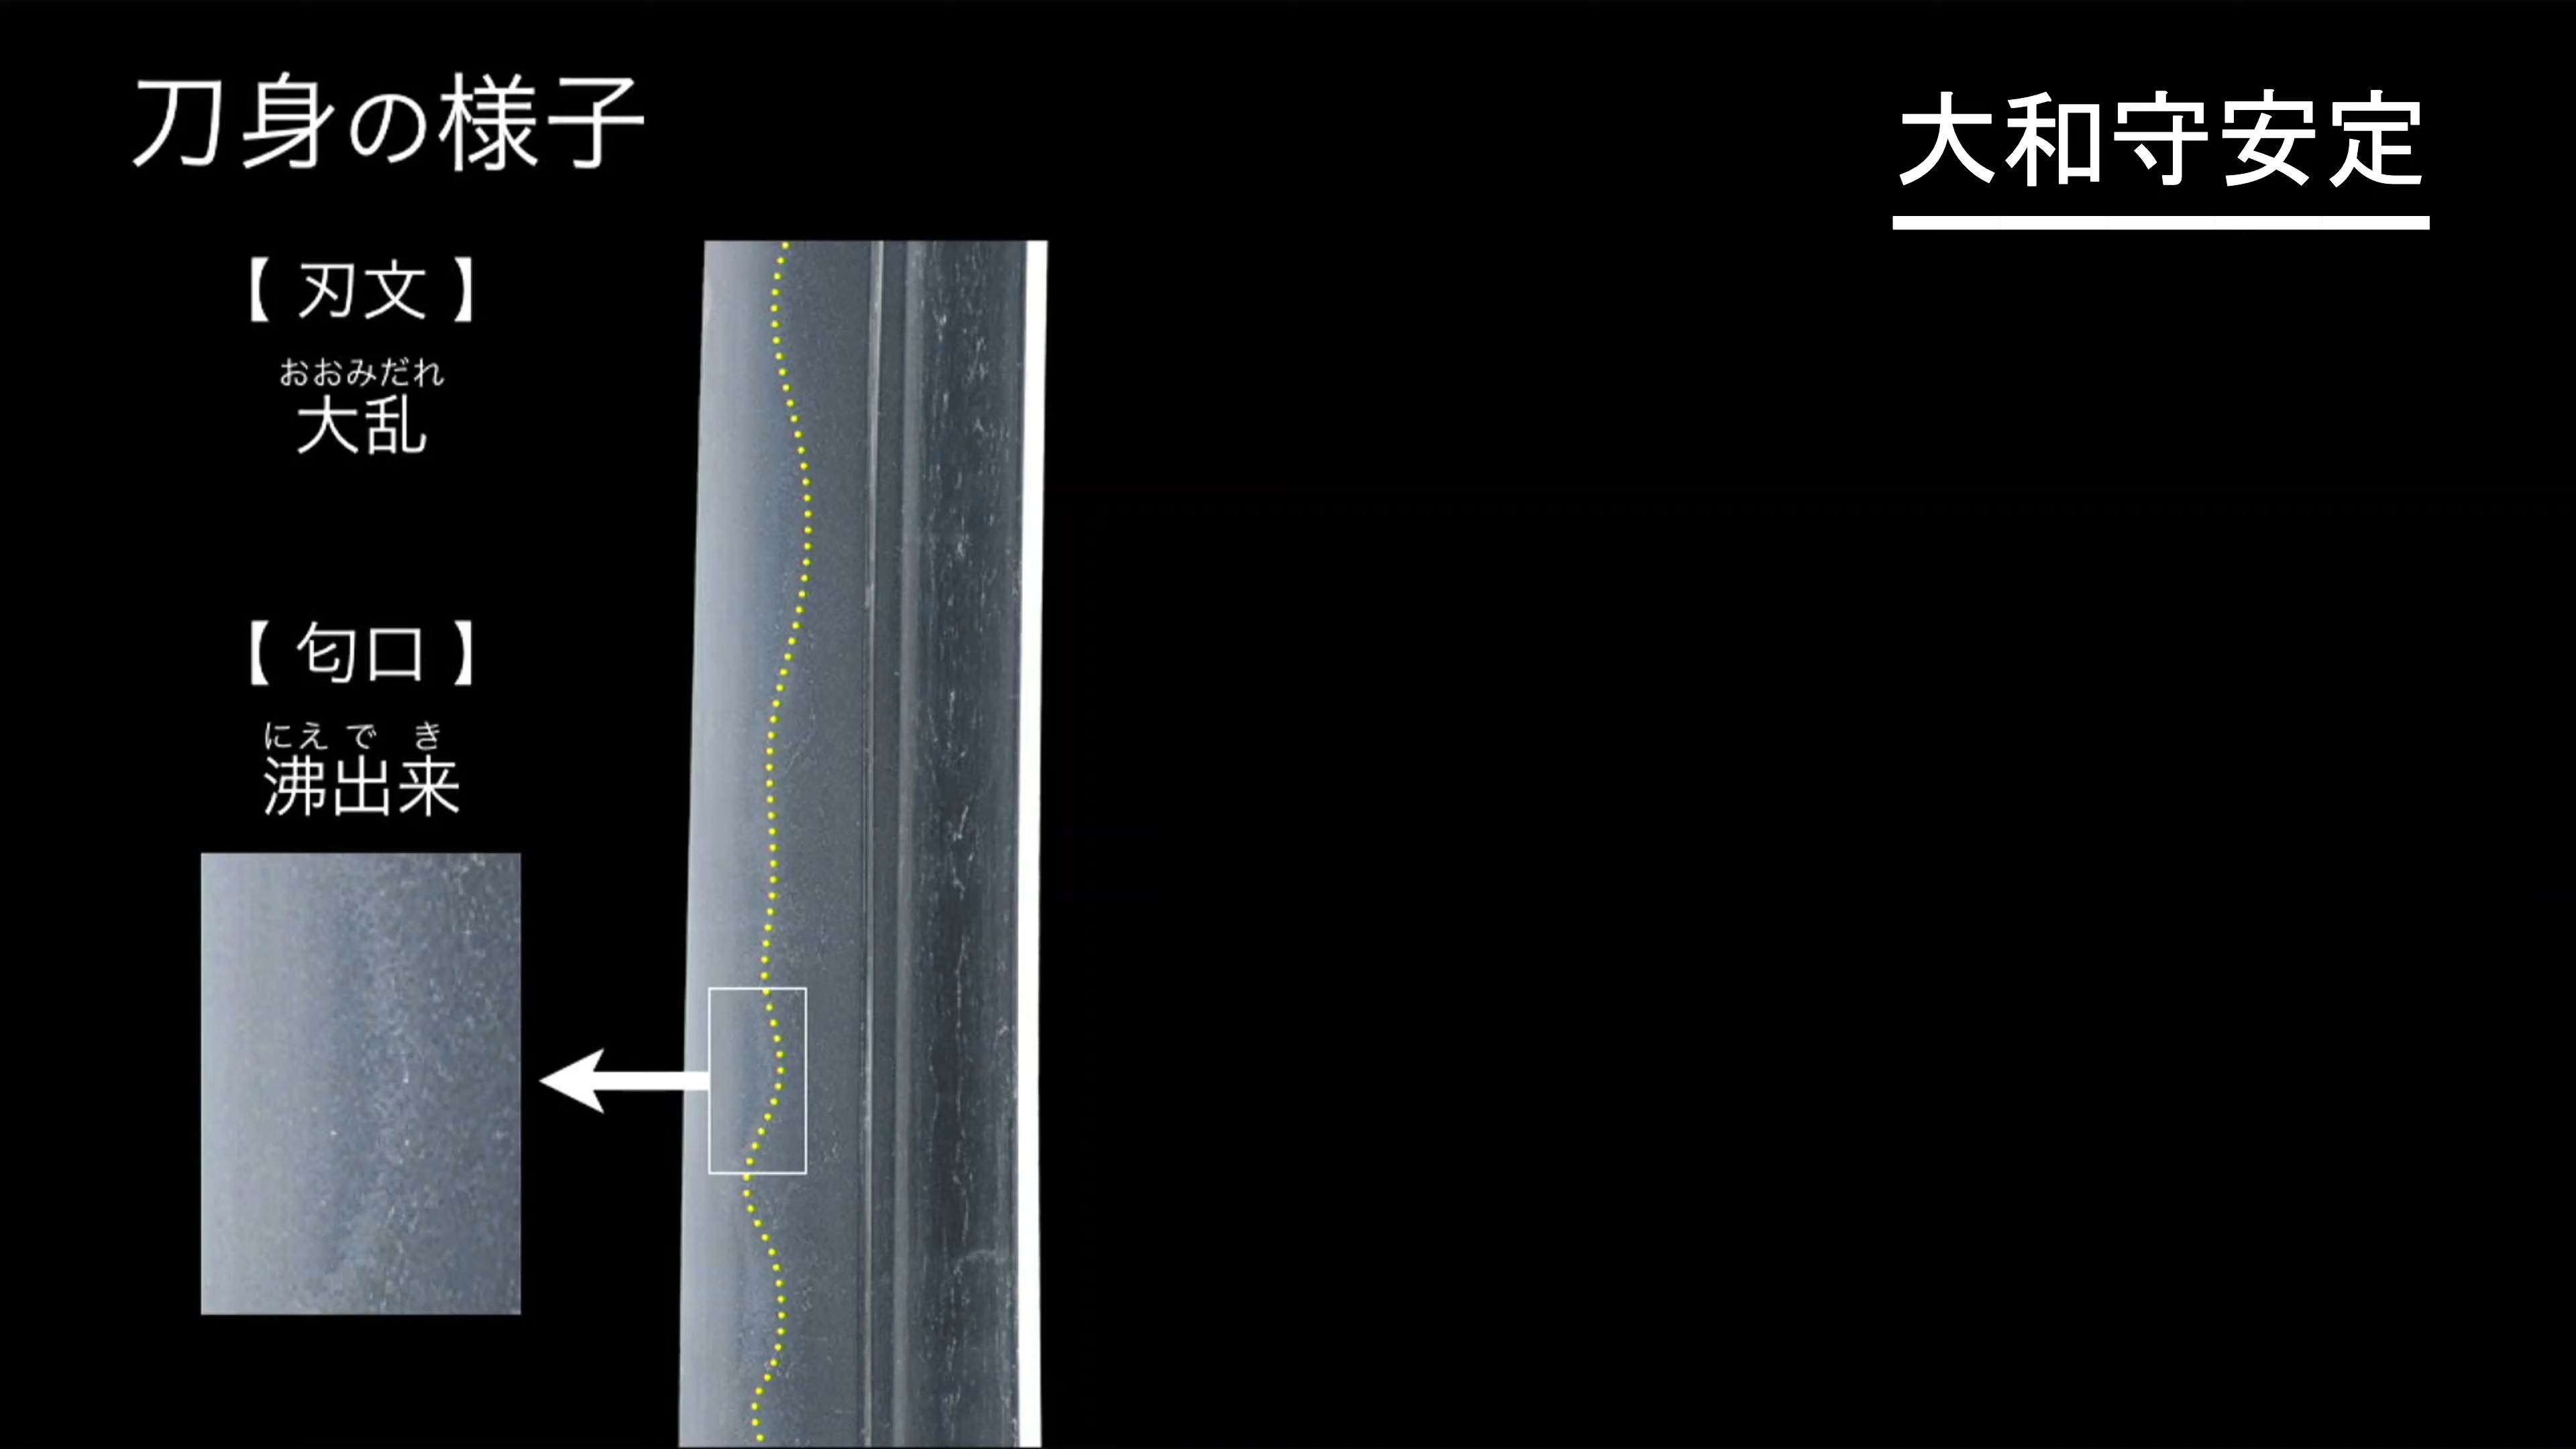 刀身の様子
大和守安定
【 刃文 】
おおみだれ
大乱
【 匂口 】
にえ で き
沸出来